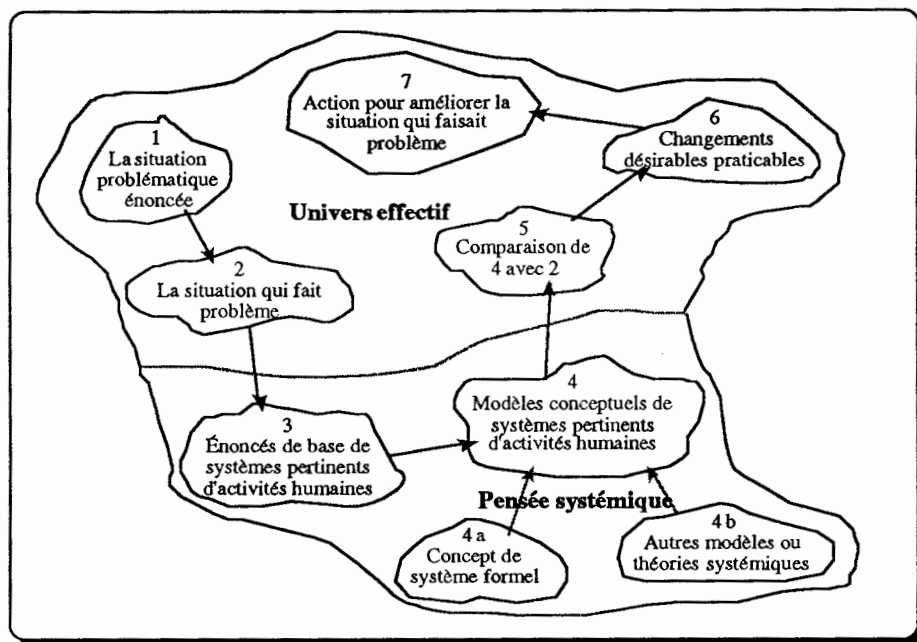 7
Action pour améliorer la
situation qui faisait
problème
6
Changements
désirables praticables
1
La situation
problématique
énoncée
Univers effectif
5
Comparaison de
4 avec 2
2
La situation qui fait
problème
4
Modèles conceptuels de
systèmes pertinents
d'activités humaines
3
Énoncés de base de
systèmes pertinents
d'activités humaines
Pensée systémique
4a
Concept de
système formel
4b
Autres modèles ou
théories systémiques